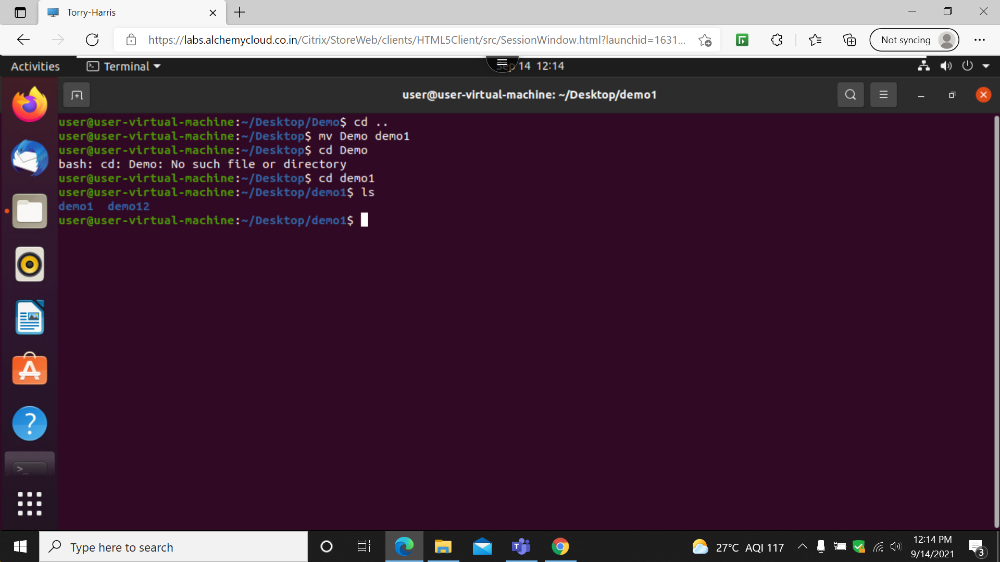 Torry-Harris
https://labs.alchemycloud.co.in/Citrix/StoreWeb/clients/HTML5Client/src/SessionWindow.html?launchid=1631...
Not syncing
Activities
Terminal
Sep 14 12:14
user@user-virtual-machine: ~/Desktop/demo1
user@user-virtual-machine:~/Desktop/Demo$ cd ..
user@user-virtual-machine:~/Desktop$ mv Demo demo1
user@user-virtual-machine:~/Desktop$ cd Demo
bash: cd: Demo: No such file or directory
user@user-virtual-machine:~/Desktop$ cd demo1
user@user-virtual-machine:~/Desktop/demo1$ ls
demo1  demo12
user@user-virtual-machine:~/Desktop/demo1$
Type here to search
27°C AQI 117
12:14 PM
9/14/2021
3